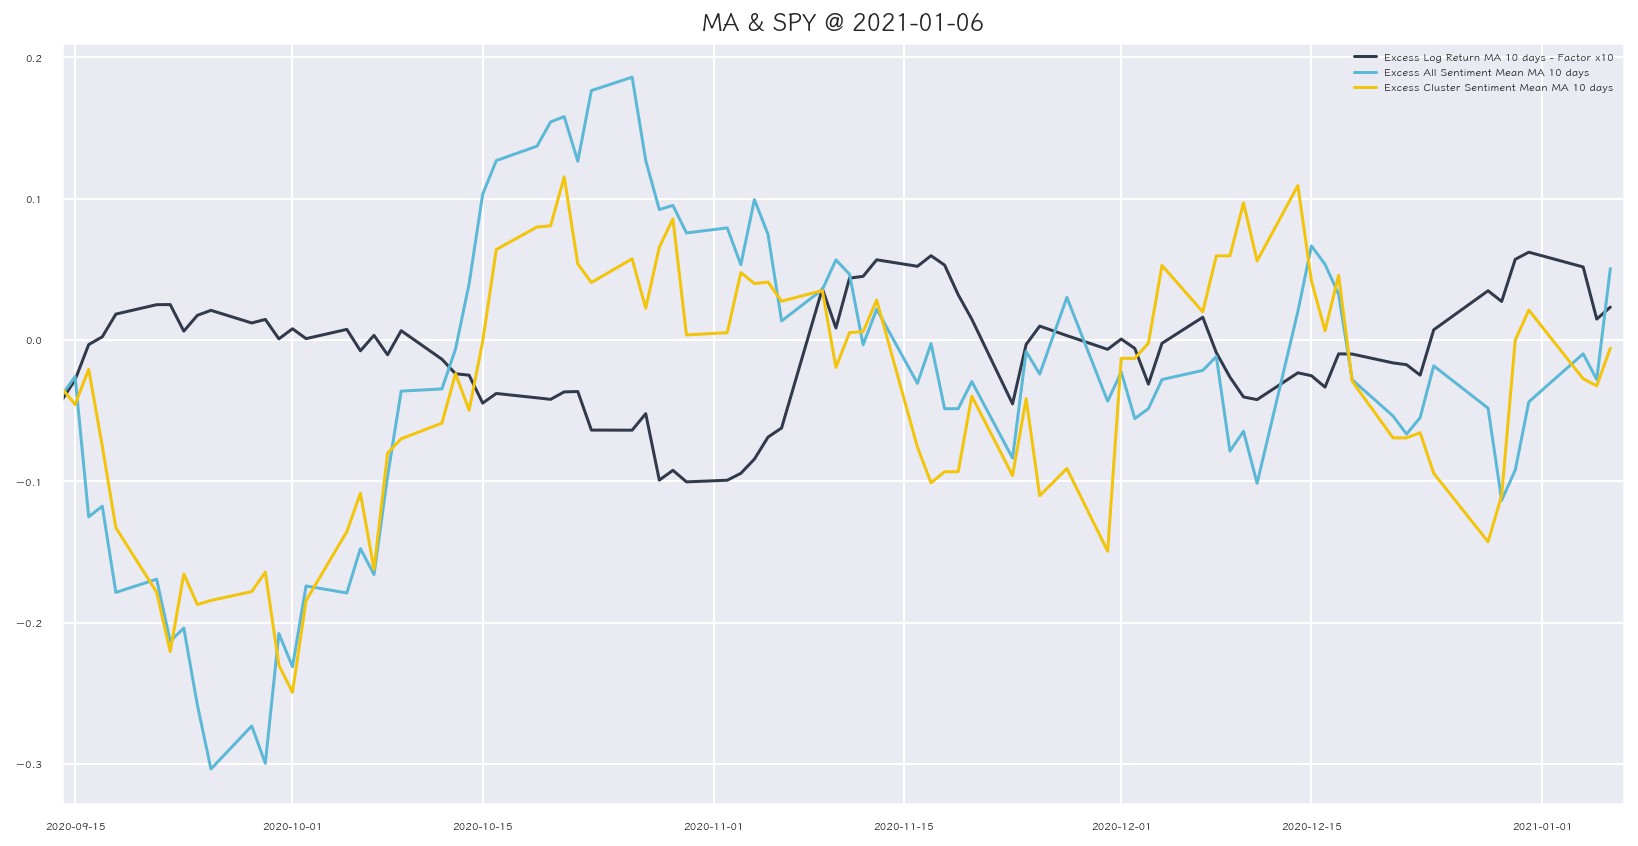 MA & SPY @ 2021-01-06
Excess Log Return MA 10 days - Factor x10
Excess All Sentiment Mean MA 10 days
Excess Cluster Sentiment Mean MA 10 days
0.2
0.1
0.0
−0.1
−0.2
−0.3
2020-09-15 2020-10-01 2020-10-15 2020-11-01 2020-11-15 2020-12-01 2020-12-15 2021-01-01